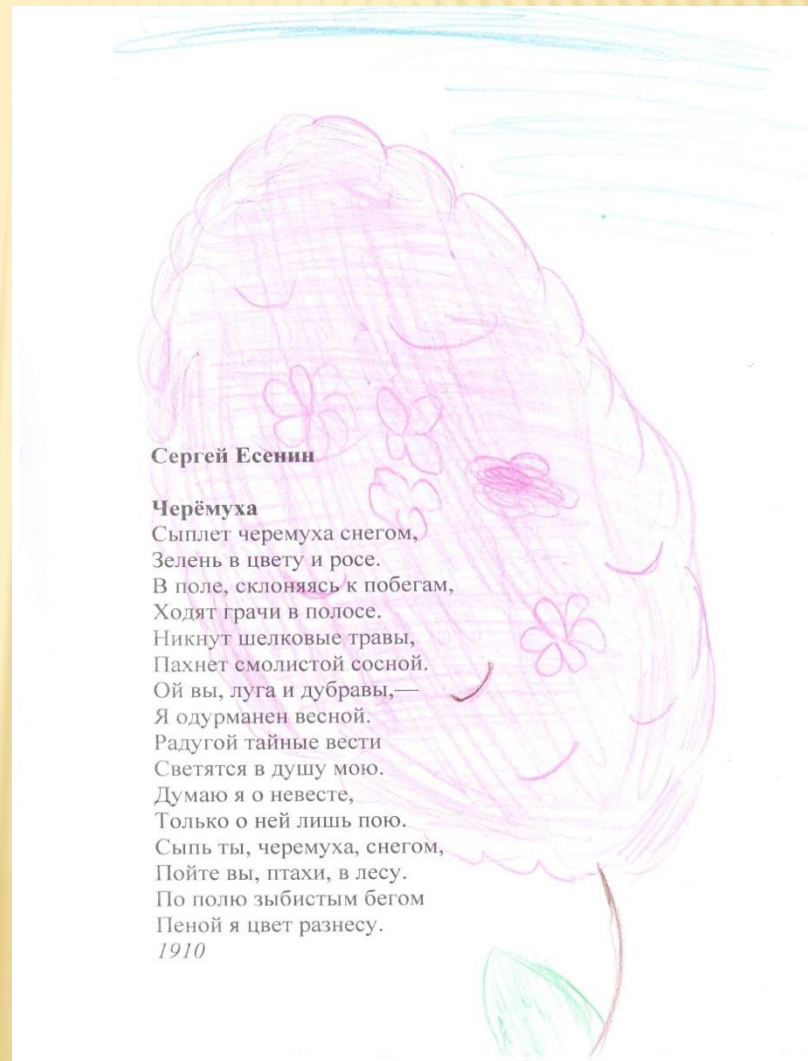 Сергей Есенин
Черёмуха
Сыплет черемуха снегом,
Зелень в цвету и росе.
В поле, склоняясь к побегам,
Ходят грачи в полосе.
Никнут шелковые травы,
Пахнет смолистой сосной.
Ой вы, луга и дубравы,—
Я одурманен весной.
Радугой тайные вести
Светятся в душу мою.
Думаю я о невесте,
Только о ней лишь пою.
Сыпь ты, черемуха, снегом,
Пойте вы, птахи, в лесу.
По полю зыбистым бегом
Пеной я цвет разнесу.
1910